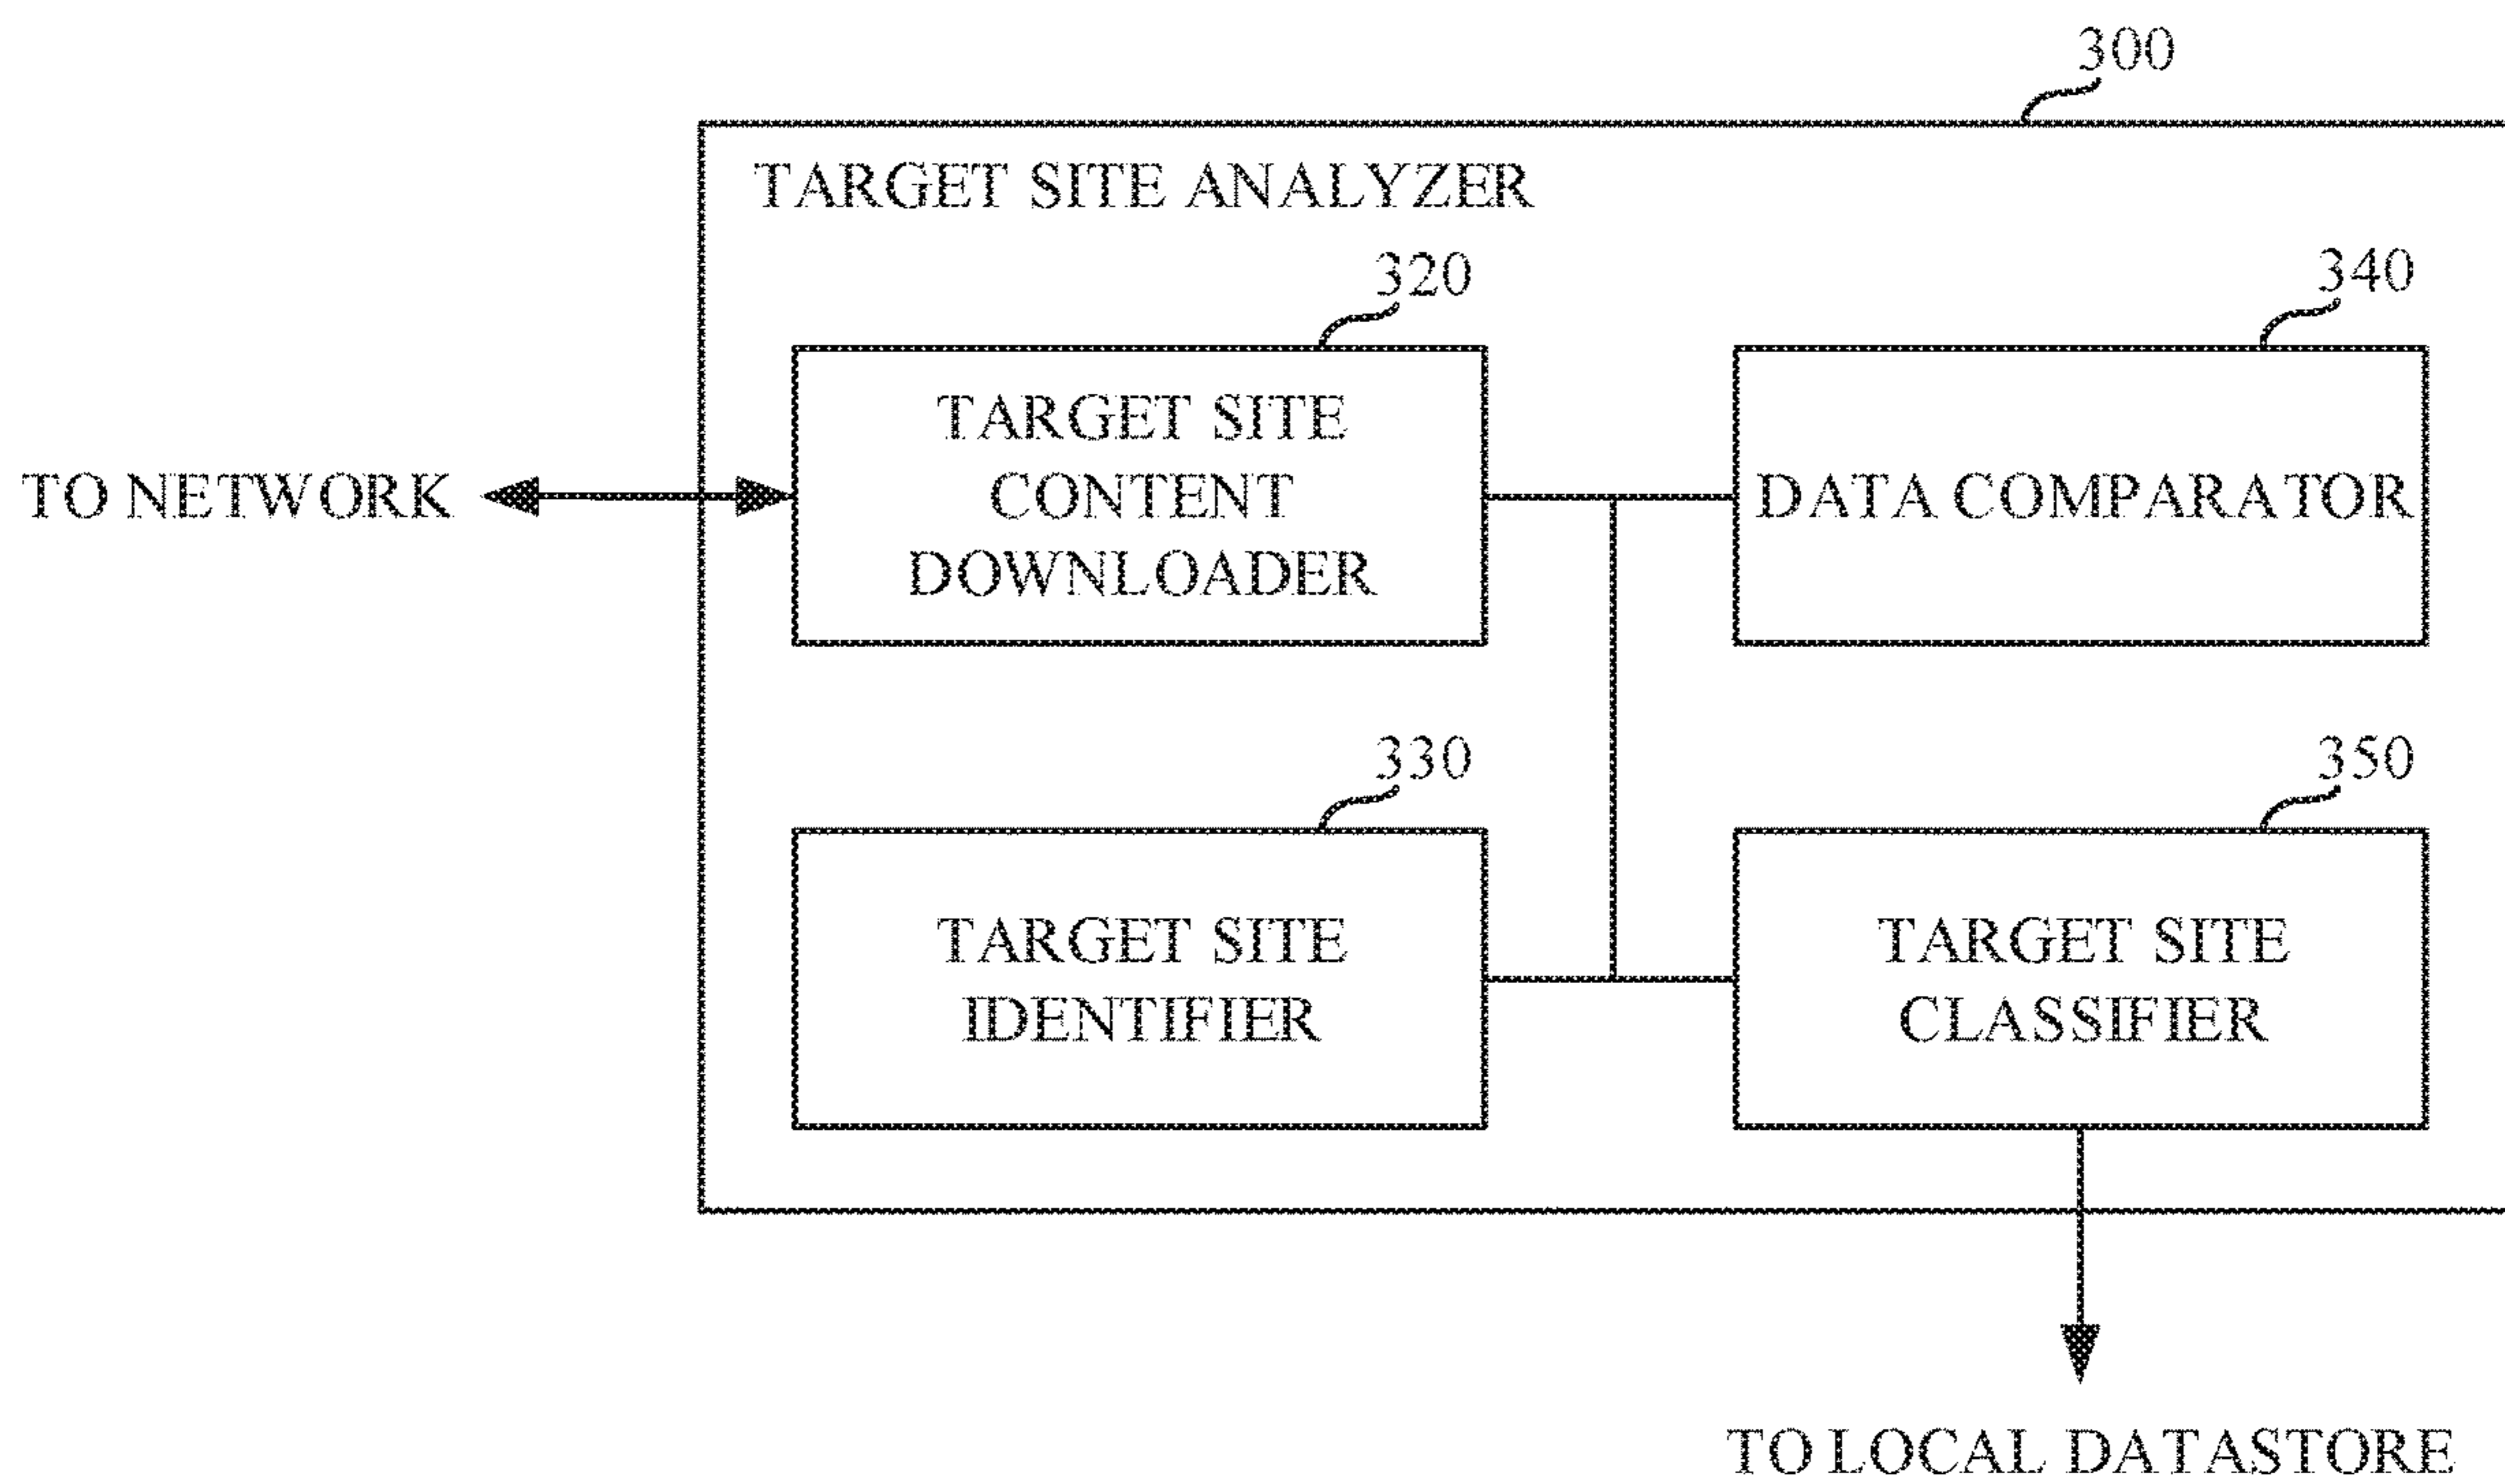 300
TARGET SITE ANALYZER
320
340
TARGET SITE
CONTENT
DOWNLOADER
DATA COMPARATOR
TO NETWORK
330
350
TARGET SITE
IDENTIFIER
TARGET SITE
CLASSIFIER
TO LOCAL DATASTORE